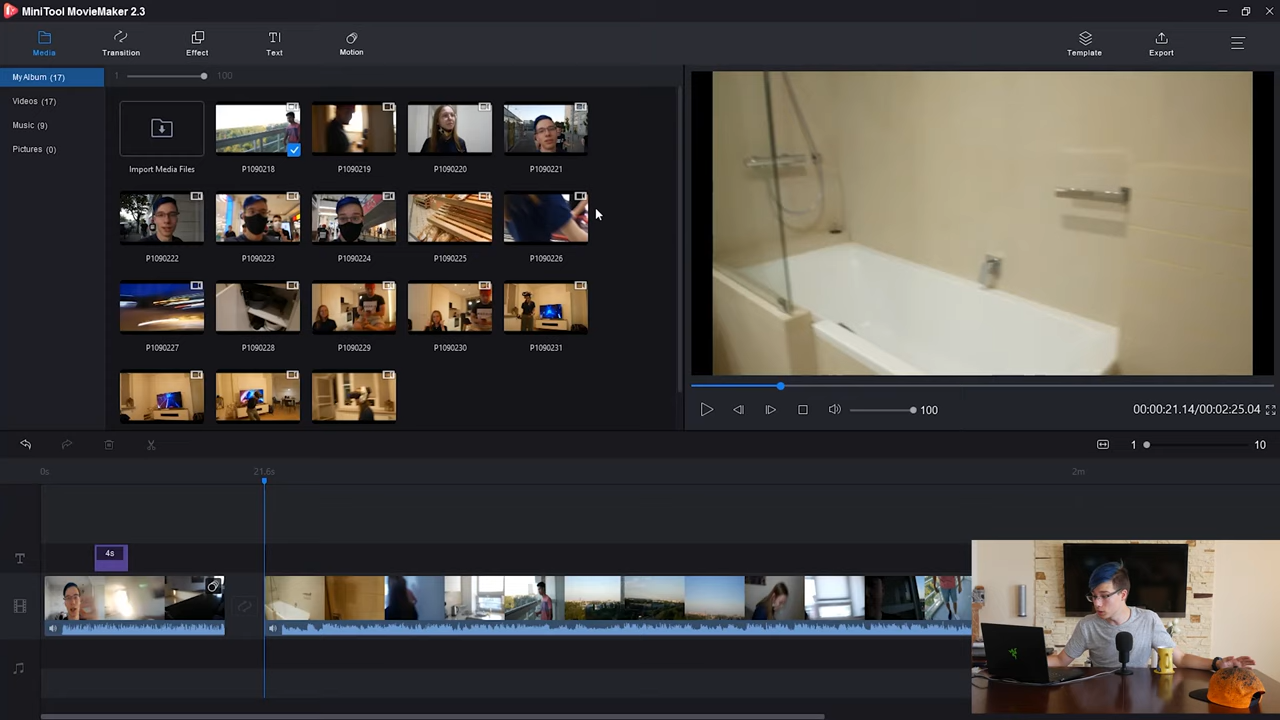 MiniTool MovieMaker 2.3
Media
Transition
Effect
Text
Motion
Template
Export
MyAlbum (17)
1
100
Videos (17)
Music (9)
Pictures (0)
Import Media Files
P1090218
P1090219
P1090220
P1090221
P1090222
P1090223
P1090224
P1090225
P1090226
P1090227
P1090228
P1090229
P1090230
P1090231
100
00:00:21.14/00:02:25.04
1
10
0s
21.6s
2m
4s